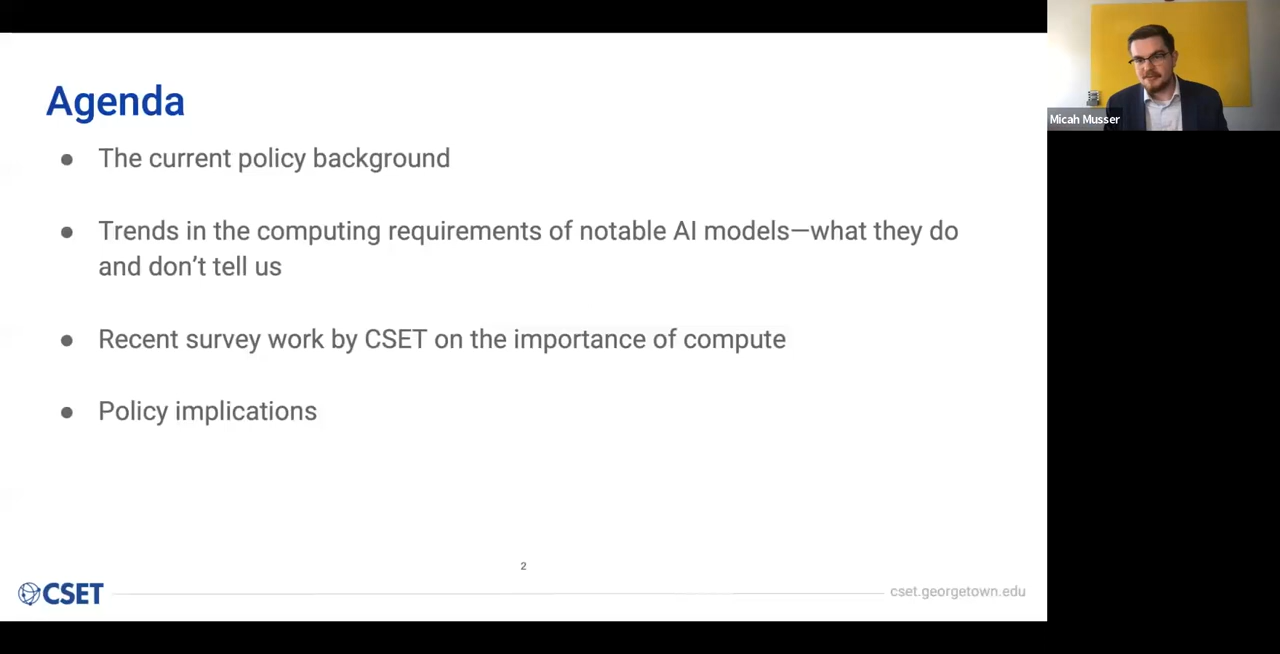 Agenda
● The current policy background
● Trends in the computing requirements of notable AI models—what they do
and don’t tell us
● Recent survey work by CSET on the importance of compute
● Policy implications
2
CSET
cset.georgetown.edu
Micah Musser